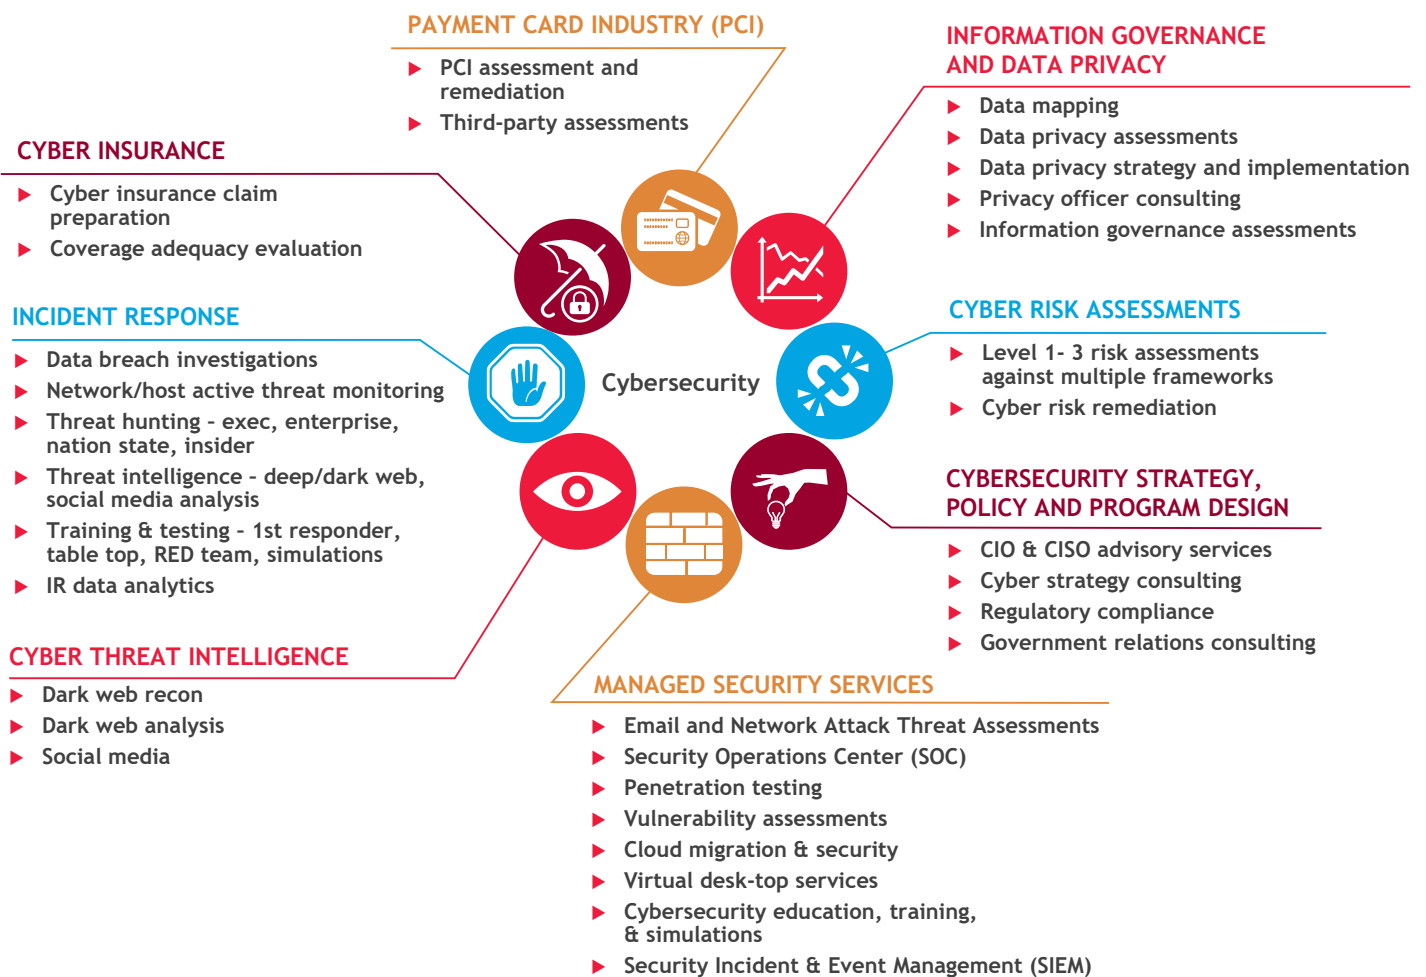 PAYMENT CARD INDUSTRY (PCI)
PCI assessment and
remediation
Third-party assessments
INFORMATION GOVERNANCE
AND DATA PRIVACY
Data mapping
Data privacy assessments
Data privacy strategy and implementation
Privacy officer consulting
Information governance assessments
CYBER INSURANCE
Cyber insurance claim
preparation
Coverage adequacy evaluation
INCIDENT RESPONSE
Data breach investigations
Network/host active threat monitoring
Threat hunting – exec, enterprise,
nation state, insider
Threat intelligence – deep/dark web,
social media analysis
Training & testing – 1st responder,
table top, RED team, simulations
IR data analytics
Cybersecurity
CYBER RISK ASSESSMENTS
Level 1- 3 risk assessments
against multiple frameworks
Cyber risk remediation
CYBERSECURITY STRATEGY,
POLICY AND PROGRAM DESIGN
CIO & CISO advisory services
Cyber strategy consulting
Regulatory compliance
Government relations consulting
CYBER THREAT INTELLIGENCE
Dark web recon
Dark web analysis
Social media
MANAGED SECURITY SERVICES
Email and Network Attack Threat Assessments
Security Operations Center (SOC)
Penetration testing
Vulnerability assessments
Cloud migration & security
Virtual desk-top services
Cybersecurity education, training,
& simulations
Security Incident & Event Management (SIEM)